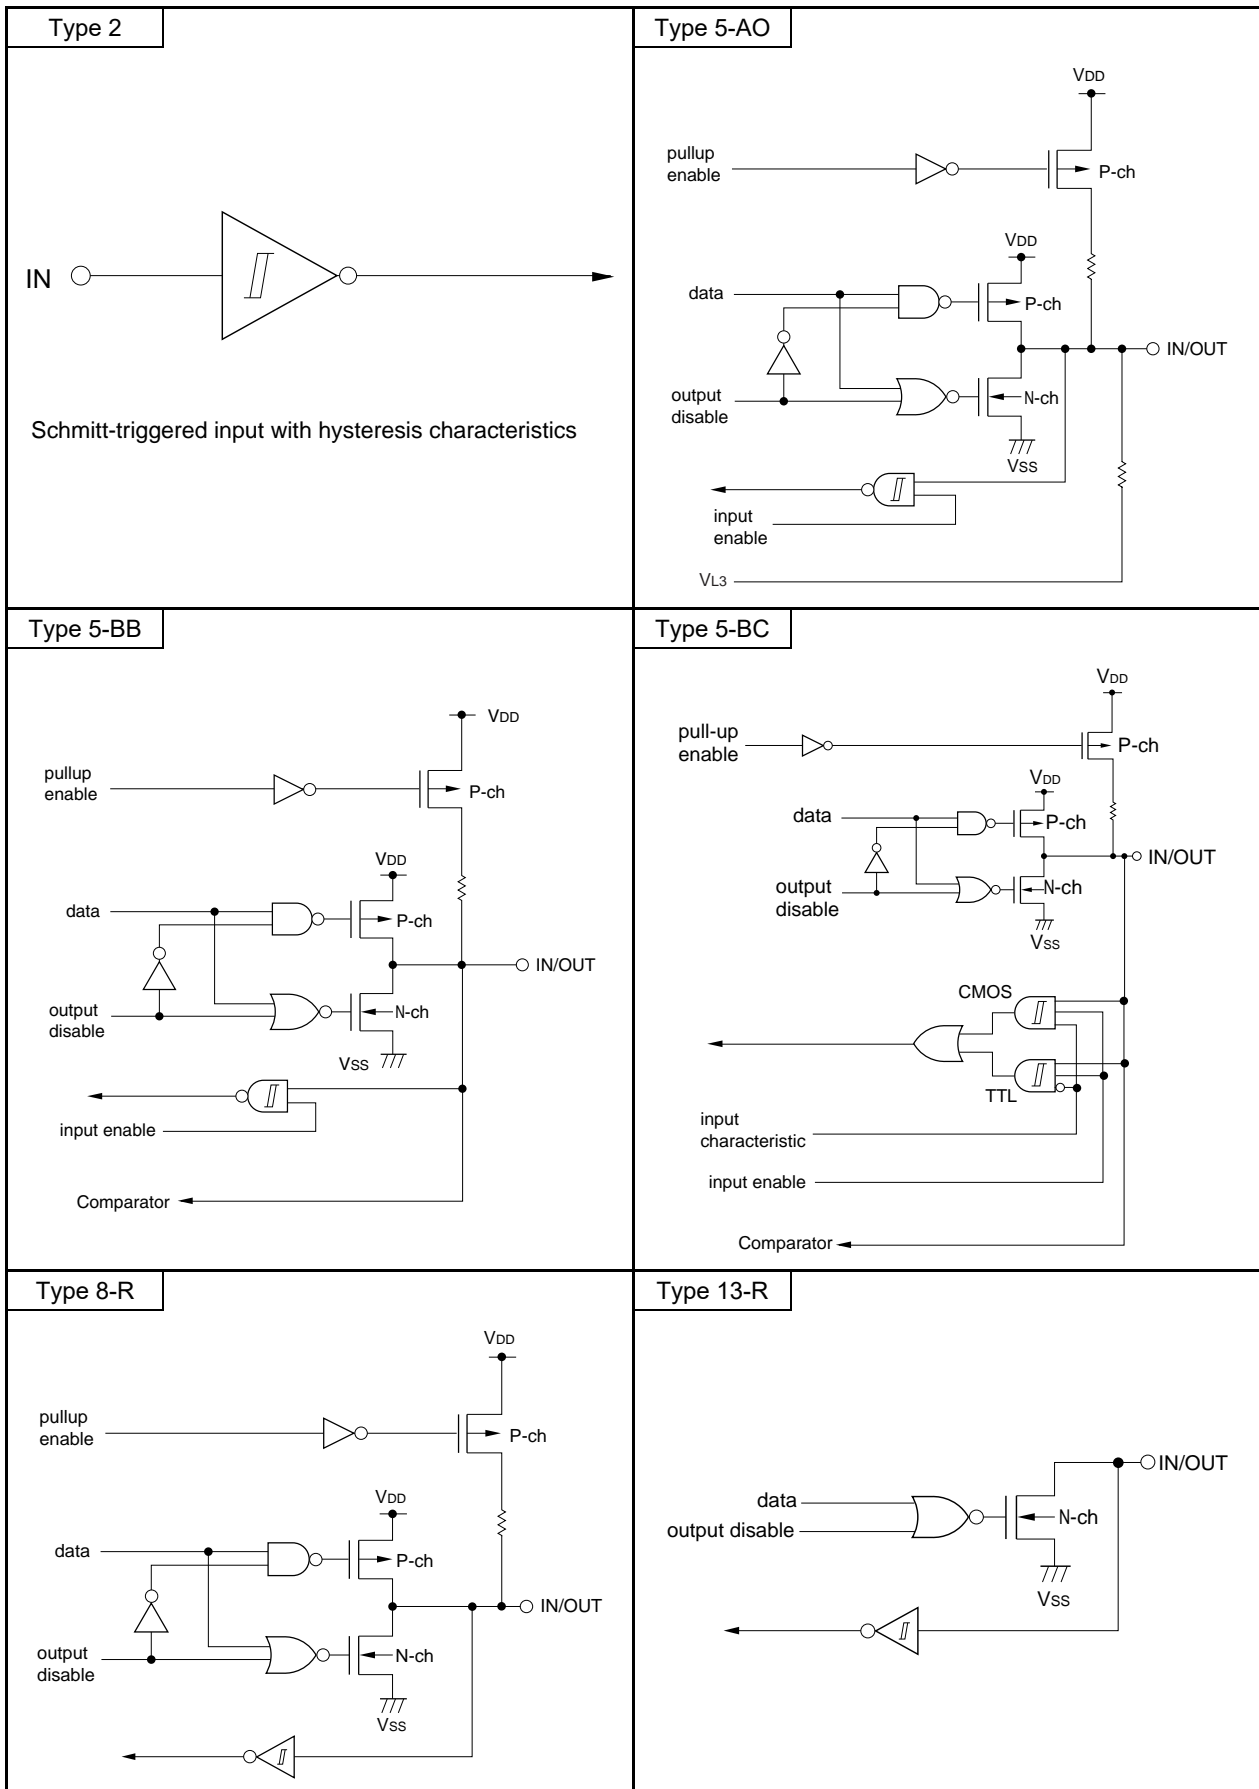 Type 2
IN
Schmitt-triggered input with hysteresis characteristics
Type 5-AO
VDD
pullup
enable
P-ch
VDD
data
P-ch
IN/OUT
output
disable
N-ch
VSS
input
enable
VL3
Type 5-BB
VDD
pullup
enable
P-ch
VDD
data
P-ch
IN/OUT
output
disable
N-ch
VSS
input enable
Comparator
Type 5-BC
VDD
pull-up
enable
P-ch
VDD
data
P-ch
IN/OUT
output
disable
N-ch
VSS
CMOS
TTL
input
characteristic
input enable
Comparator
Type 8-R
VDD
pullup
enable
P-ch
VDD
data
P-ch
IN/OUT
output
disable
N-ch
VSS
Type 13-R
IN/OUT
data
output disable
N-ch
VSS